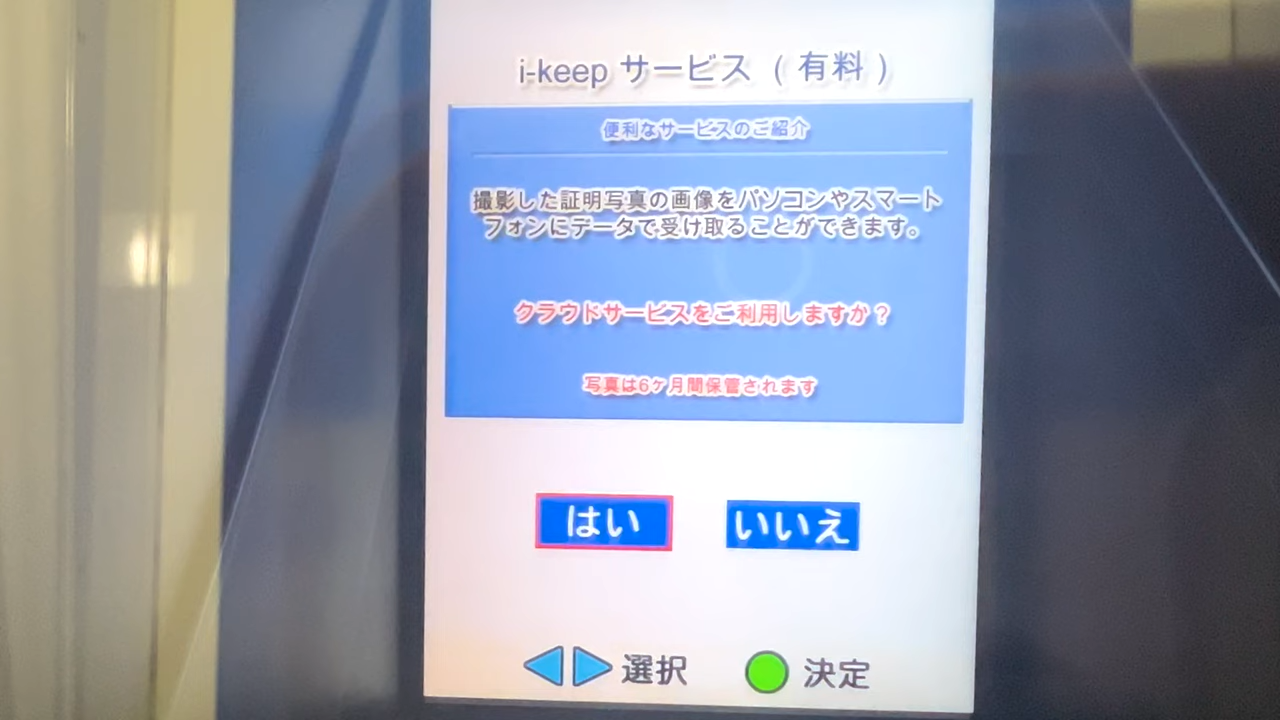 i-keep サービス ( 有料 )
便利なサービスのご紹介
撮影した証明写真の画像をパソコンやスマート
フォンにデータで受け取ることができます。
クラウドサービスをご利用しますか？
写真は6ケ月間保管されます
はい いいえ
選択 決定